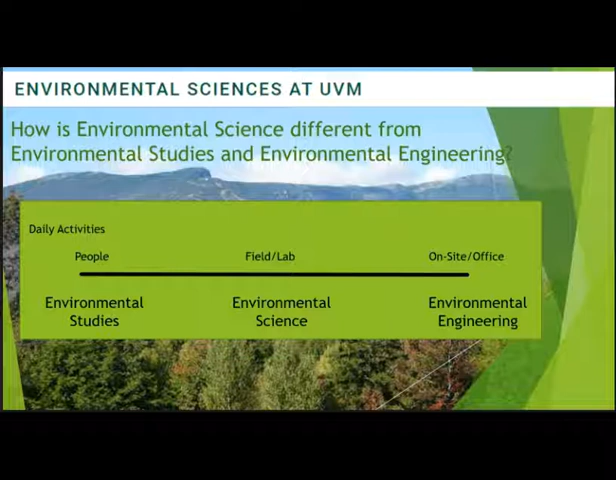 ENVIRONMENTAL SCIENCES AT UVM
How is Environmental Science different from
Environmental Studies and Environmental Engineering?
Daily Activities
People Field/Lab On-Site/Office
Environmental Studies
Environmental Science
Environmental Engineering